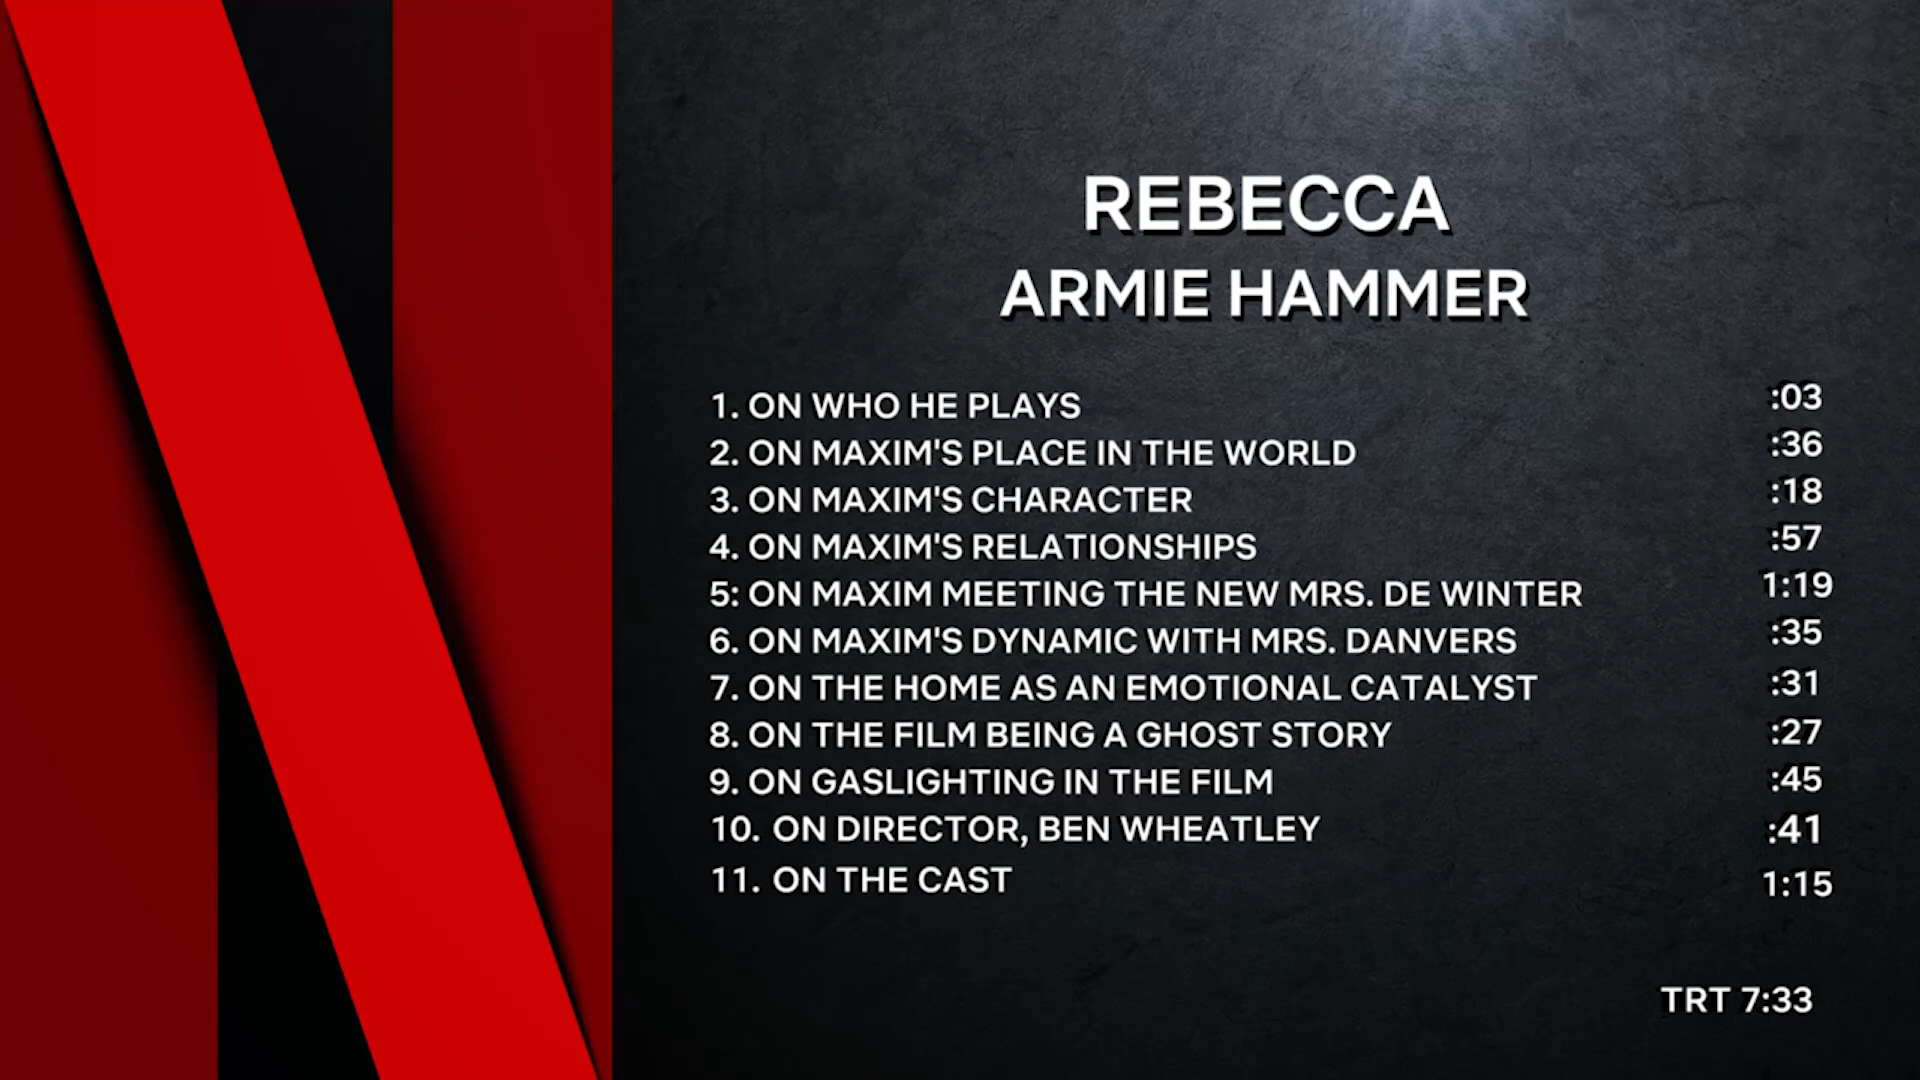 REBECCA
ARMIE HAMMER
1. ON WHO HE PLAYS :03
2. ON MAXIM'S PLACE IN THE WORLD :36
3. ON MAXIM'S CHARACTER :18
4. ON MAXIM'S RELATIONSHIPS :57
5: ON MAXIM MEETING THE NEW MRS. DE WINTER 1:19
6. ON MAXIM'S DYNAMIC WITH MRS. DANVERS :35
7. ON THE HOME AS AN EMOTIONAL CATALYST :31
8. ON THE FILM BEING A GHOST STORY :27
9. ON GASLIGHTING IN THE FILM :45
10. ON DIRECTOR, BEN WHEATLEY :41
11. ON THE CAST 1:15
TRT 7:33